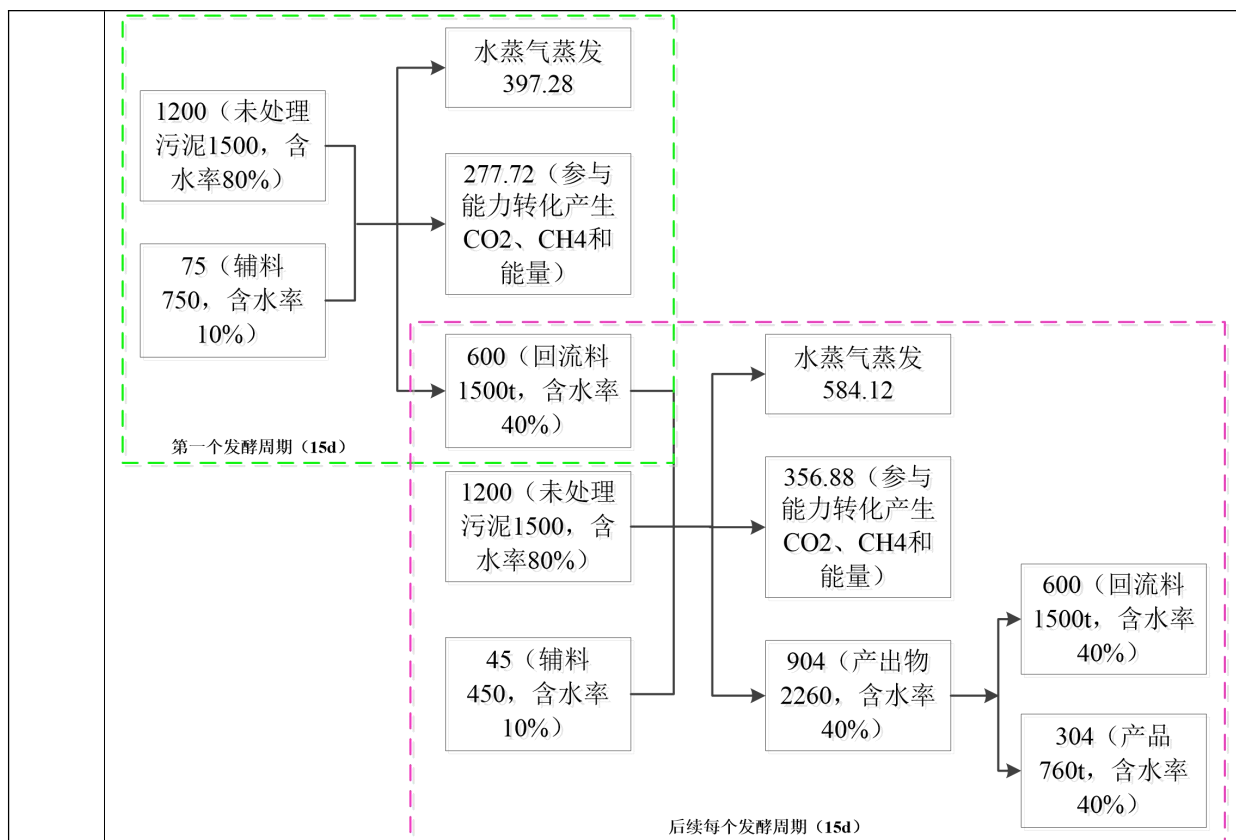 水蒸气蒸发
397.28
1200（未处理
污泥1500，含
水率80%）
277.72（参与
能力转化产生
CO2、CH4和
能量）
75（辅料
750，含水率
10%）
600（回流料
1500t，含水率
40%）
第一个发酵周期（15d）
水蒸气蒸发
584.12
1200（未处理
污泥1500，含
水率80%）
356.88（参与
能力转化产生
CO2、CH4和
能量）
45（辅料
450，含水率
10%）
904（产出物
2260，含水率
40%）
600（回流料
1500t，含水率
40%）
304（产品
760t，含水率
40%）
后续每个发酵周期（15d）